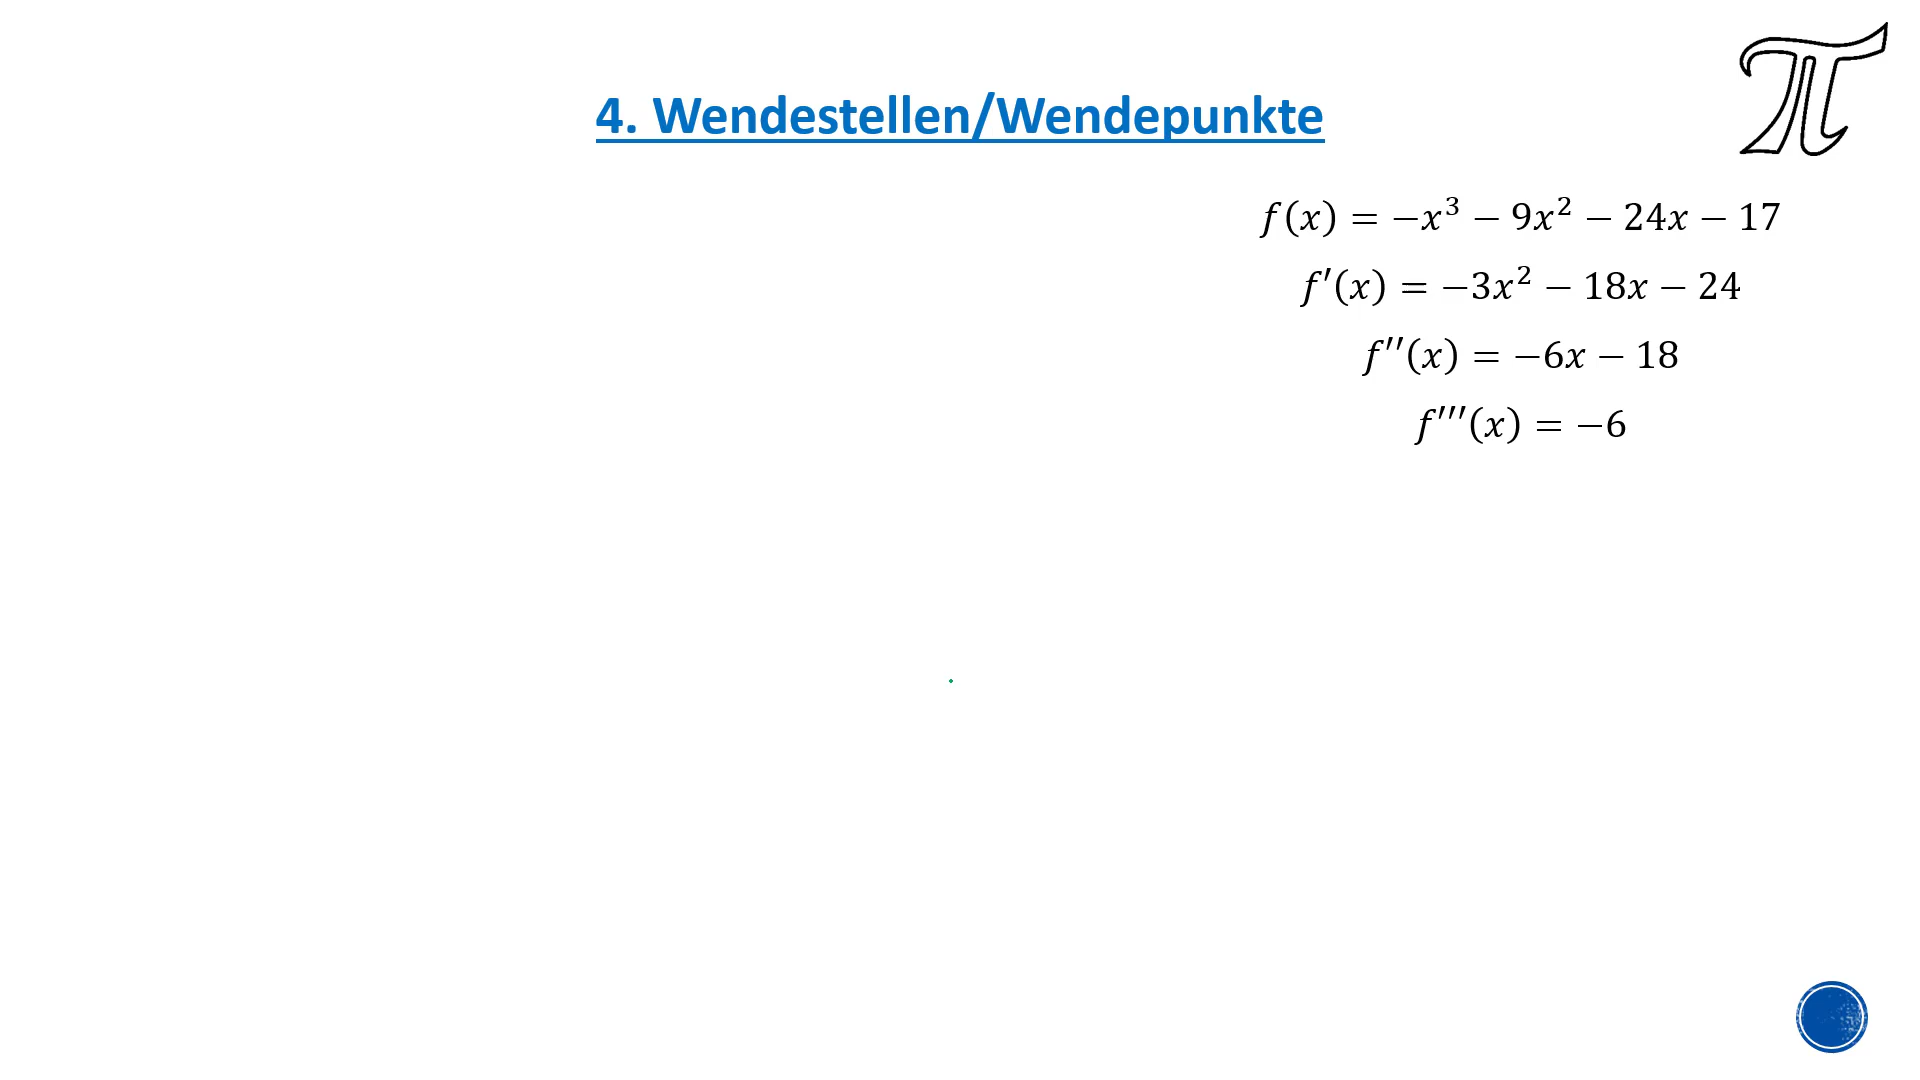 4. Wendestellen/Wendepunkte
π
f(x) = −x³ − 9x² − 24x − 17
f′(x) = −3x² − 18x − 24
f′′(x) = −6x − 18
f′′′(x) = −6